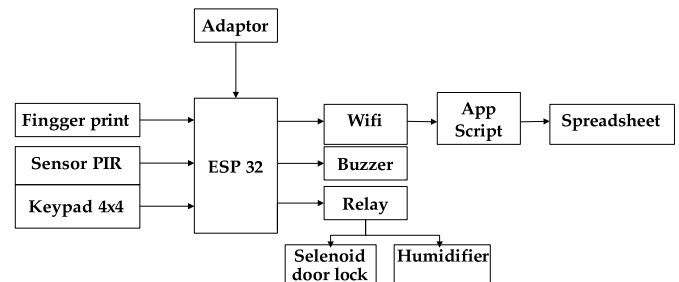 Adaptor
Fingger print
Sensor PIR
Keypad 4x4
ESP 32
Wifi
App
Script
Spreadsheet
Buzzer
Relay
Selenoid
door lock
Humidifier